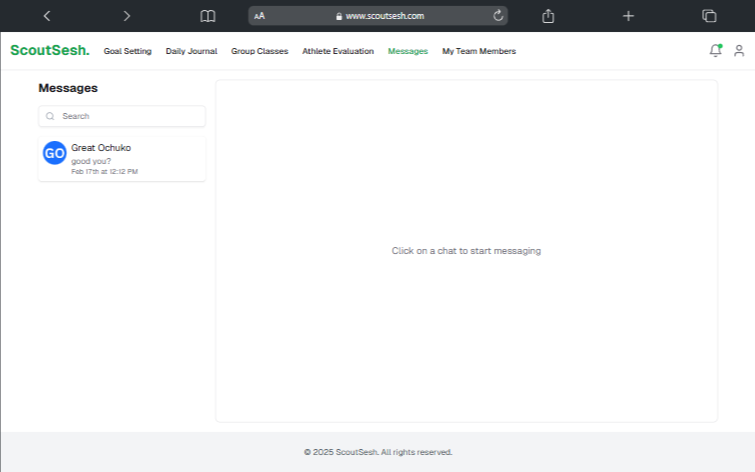 AA www.scoutsesh.com
ScoutSesh. Goal Setting Daily Journal Group Classes Athlete Evaluation Messages My Team Members
Messages
Search
GO Great Ochuko
good you?
Feb 17th at 12:12 PM
Click on a chat to start messaging
© 2025 ScoutSesh. All rights reserved.